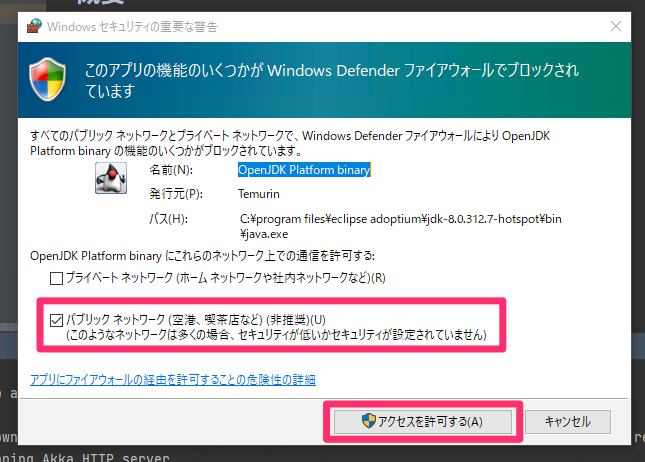 概要
Windows セキュリティの重要な警告
このアプリの機能のいくつかが Windows Defender ファイアウォールでブロックされ
ています
すべてのパブリック ネットワークとプライベート ネットワークで、Windows Defender ファイアウォールにより OpenJDK
Platform binary の機能のいくつかがブロックされています。
名前(N): OpenJDK Platform binary
発行元(P): Temurin
パス(H): C:¥program files¥eclipse adoptium¥jdk-8.0.312.7-hotspot¥bin
¥java.exe
OpenJDK Platform binary にこれらのネットワーク上での通信を許可する:
プライベート ネットワーク (ホーム ネットワークや社内ネットワークなど)(R)
パブリック ネットワーク (空港、喫茶店など) (非推奨)(U)
(このようなネットワークは多くの場合、セキュリティが低いかセキュリティが設定されていません)
アプリにファイアウォールの経由を許可することの危険性の詳細
アクセスを許可する(A) キャンセル
pping Akka HTTP server